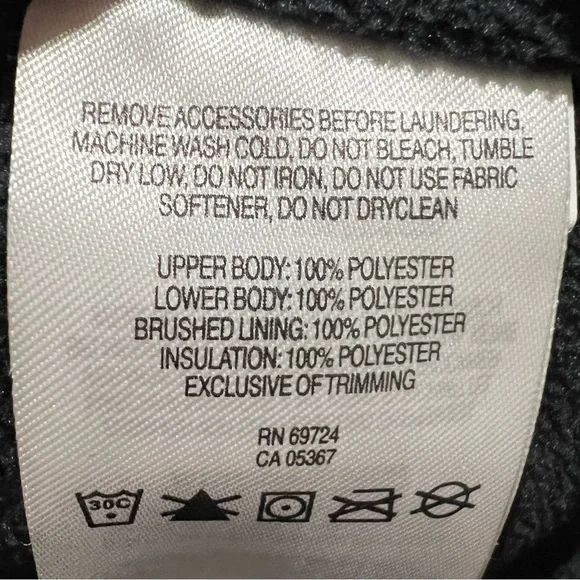 REMOVE ACCESSORIES BEFORE LAUNDERING,
MACHINE WASH COLD, DO NOT BLEACH, TUMBLE
DRY LOW, DO NOT IRON, DO NOT USE FABRIC
SOFTENER, DO NOT DRYCLEAN
UPPER BODY: 100% POLYESTER
LOWER BODY: 100% POLYESTER
BRUSHED LINING: 100% POLYESTER
INSULATION: 100% POLYESTER
EXCLUSIVE OF TRIMMING
RN 69724
CA 05367
30C